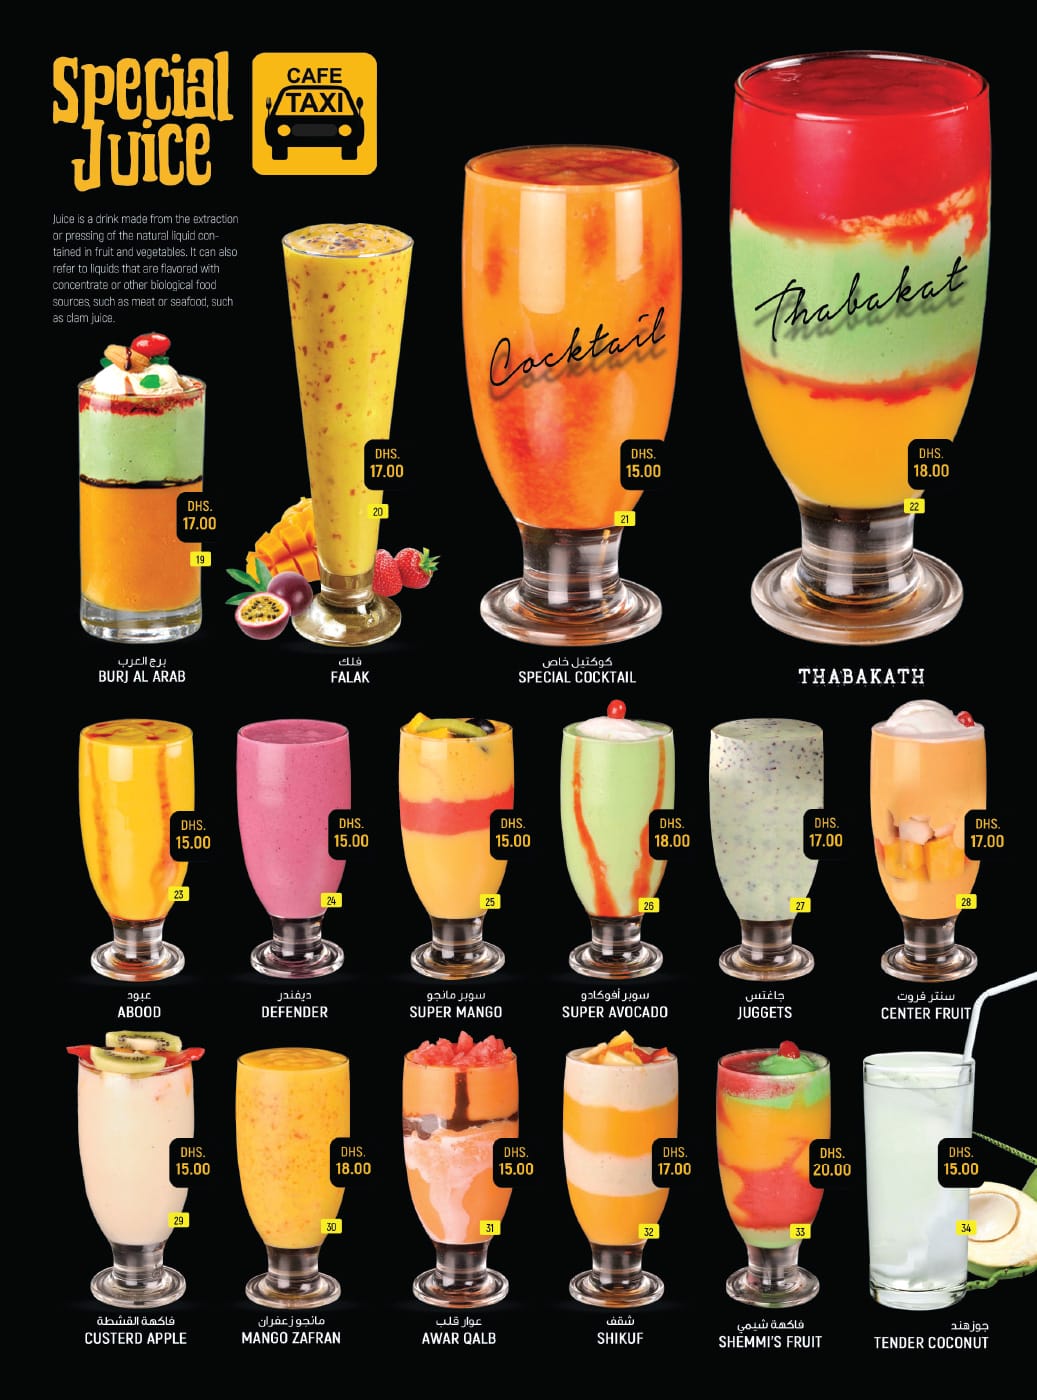 Special
Juice
CAFE
TAXI
Juice is a drink made from the extraction
or pressing of the natural liquid con-
tained in fruit and vegetables. It can also
refer to liquids that are flavored with
concentrate or other biological food
sources, such as meat or seafood, such
as clam juice.
Cocktail
Thabakat
DHS.
17.00
19
برج العرب
BURJ AL ARAB
DHS.
17.00
20
فلك
FALAK
DHS.
15.00
21
كوكتيل خاص
SPECIAL COCKTAIL
DHS.
18.00
22
THABAKATH
DHS.
15.00
23
عبود
ABOOD
DHS.
15.00
24
ديفندر
DEFENDER
DHS.
15.00
25
سوبر مانجو
SUPER MANGO
DHS.
18.00
26
سوبر أفوكادو
SUPER AVOCADO
DHS.
17.00
27
جاغتس
JUGGETS
DHS.
17.00
28
سنتر فروت
CENTER FRUIT
DHS.
15.00
29
فاكهة القشطة
CUSTERD APPLE
DHS.
18.00
30
مانجو زعفران
MANGO ZAFRAN
DHS.
15.00
31
عوار قلب
AWAR QALB
DHS.
17.00
32
شقف
SHIKUF
DHS.
20.00
33
فاكهة شيمي
SHEMMI'S FRUIT
DHS.
15.00
34
جوزهند
TENDER COCONUT